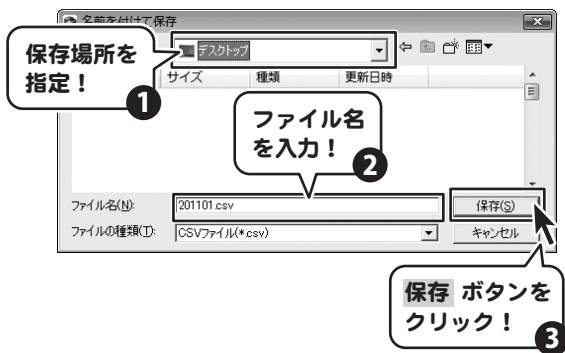 名前を付けて保存
保存場所を
指定！
1
デスクトップ
サイズ 種類 更新日時
ファイル名
を入力！
2
ファイル名(N): 201101.csv 保存(S)
ファイルの種類(T): CSVファイル(*.csv) キャンセル
保存 ボタンを
クリック！
3